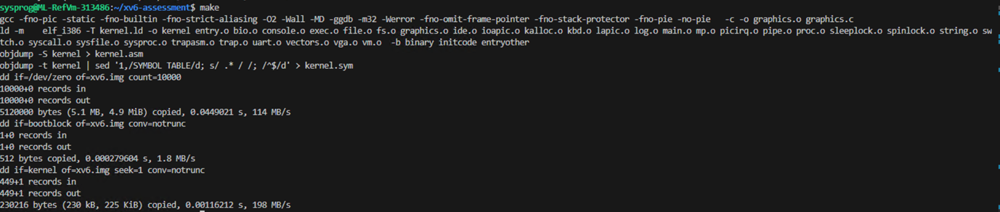 sysprog@ML-RefVm-313486:~/xv6-assessment$ make
gcc -fno-pic -static -fno-builtin -fno-strict-aliasing -O2 -Wall -MD -ggdb -m32 -Werror -fno-omit-frame-pointer -fno-stack-protector -fno-pie -no-pie   -c -o graphics.o graphics.c
ld -m    elf_i386 -T kernel.ld -o kernel entry.o bio.o console.o exec.o file.o fs.o graphics.o ide.o ioapic.o kalloc.o kbd.o lapic.o log.o main.o mp.o picirq.o pipe.o proc.o sleeplock.o spinlock.o string.o sw
tch.o syscall.o sysfile.o sysproc.o trapasm.o trap.o uart.o vectors.o vga.o vm.o  -b binary initcode entryother
objdump -S kernel > kernel.asm
objdump -t kernel | sed '1,/SYMBOL TABLE/d; s/ .* / /; /^$/d' > kernel.sym
dd if=/dev/zero of=xv6.img count=10000
10000+0 records in
10000+0 records out
5120000 bytes (5.1 MB, 4.9 MiB) copied, 0.0449021 s, 114 MB/s
dd if=bootblock of=xv6.img conv=notrunc
1+0 records in
1+0 records out
512 bytes copied, 0.000279604 s, 1.8 MB/s
dd if=kernel of=xv6.img seek=1 conv=notrunc
449+1 records in
449+1 records out
230216 bytes (230 kB, 225 KiB) copied, 0.00116212 s, 198 MB/s